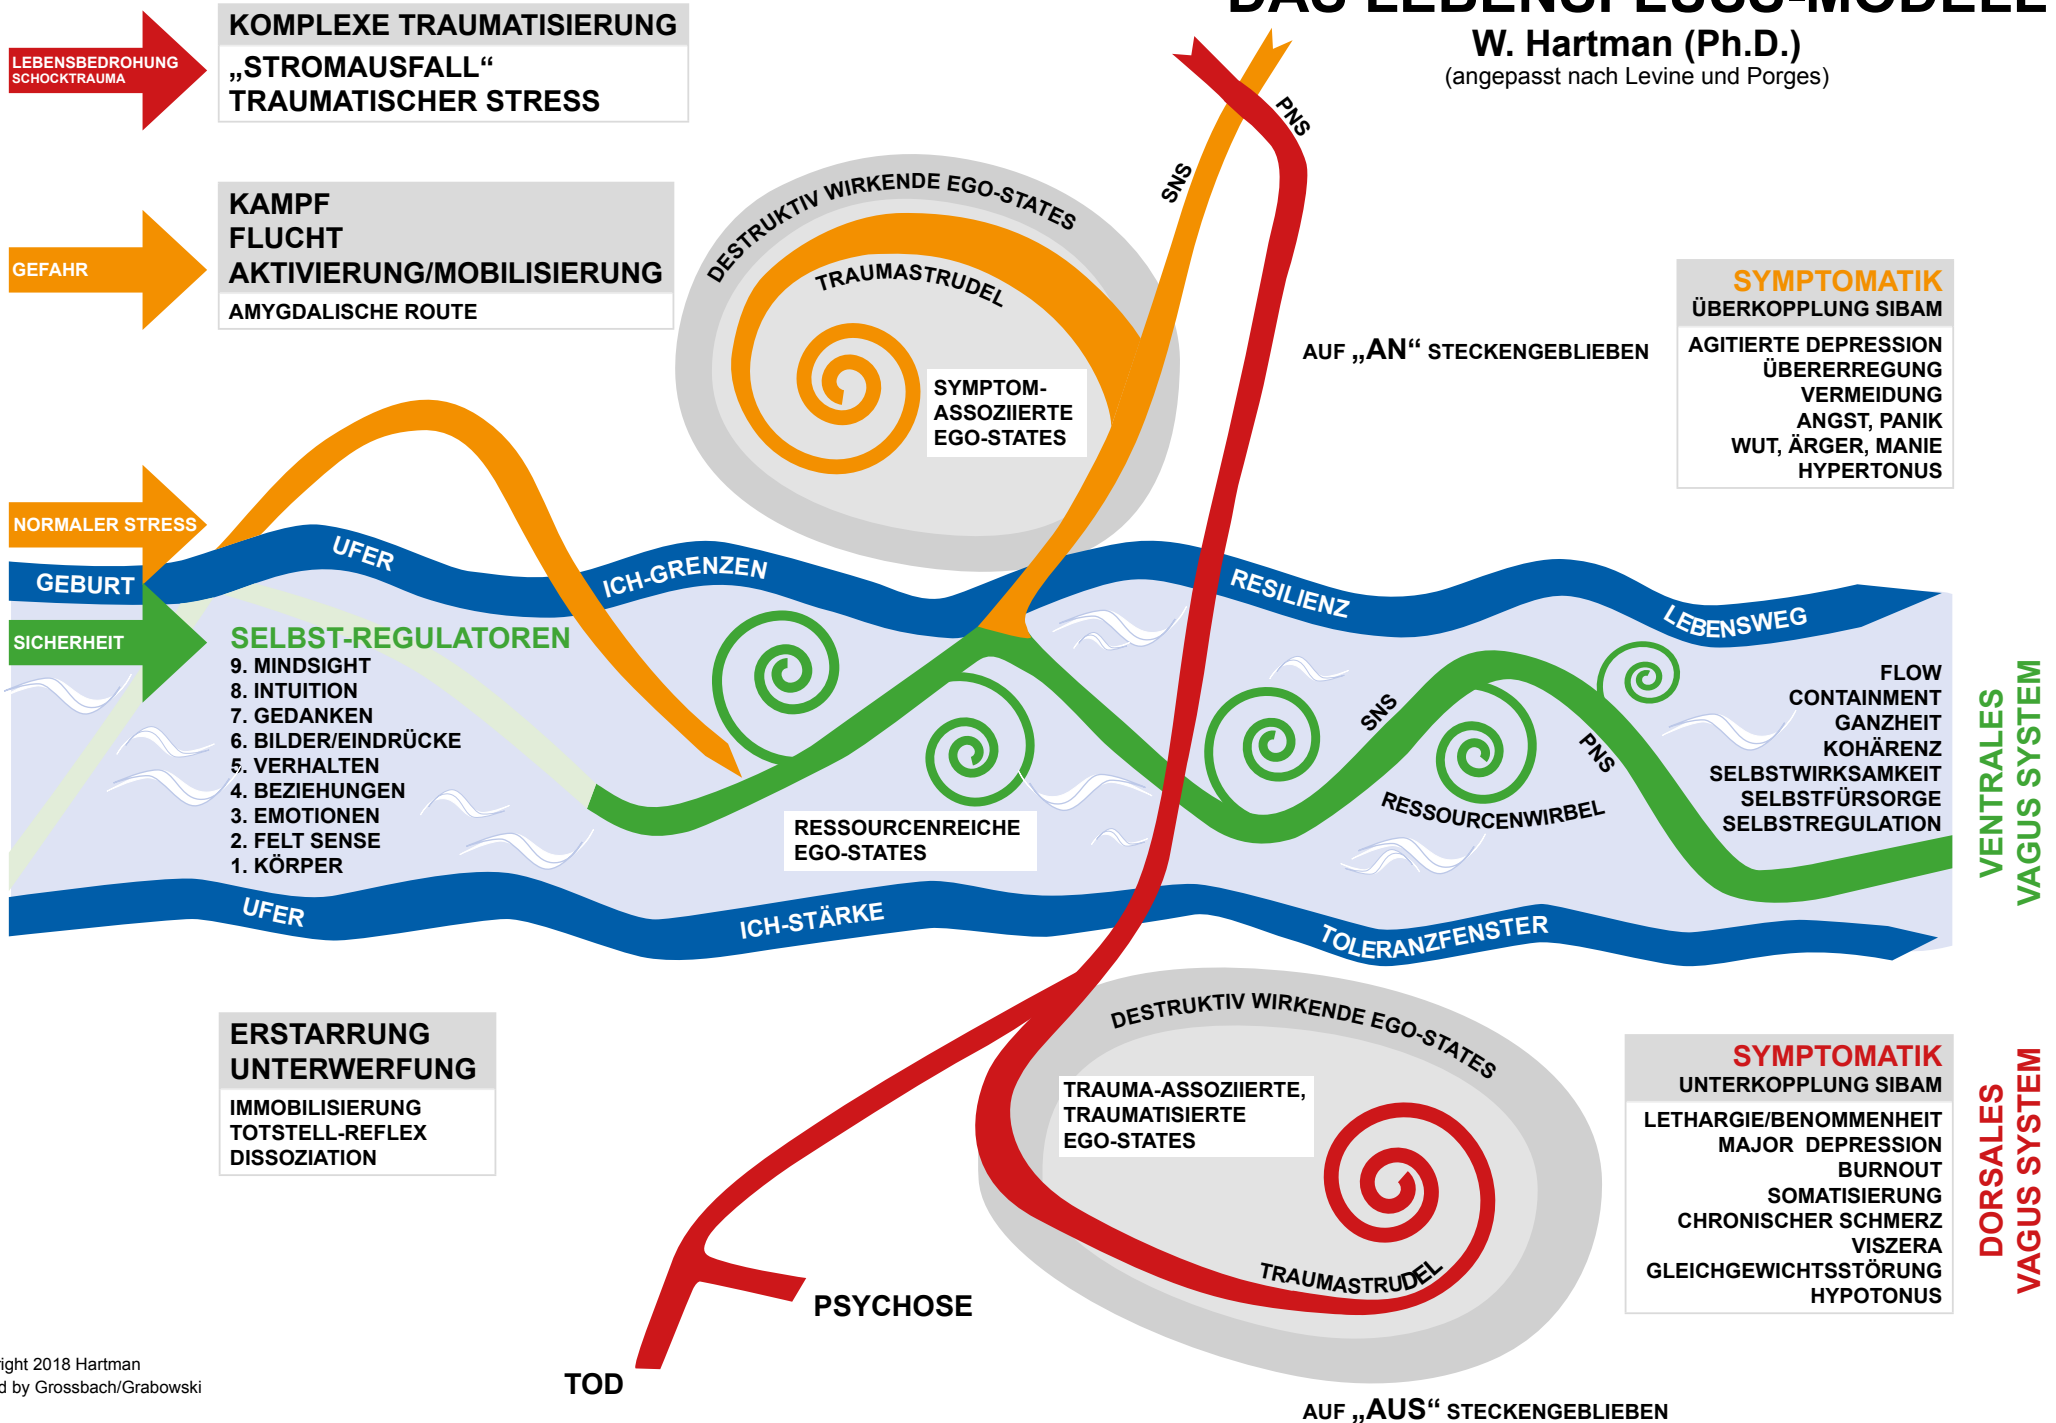 DAS LEBENSFLUSS-MODELL
W. Hartman (Ph.D.)
(angepasst nach Levine und Porges)
LEBENSBEDROHUNG
SCHOCKTRAUMA
KOMPLEXE TRAUMATISIERUNG
„STROMAUSFALL“
TRAUMATISCHER STRESS
GEFAHR
KAMPF
FLUCHT
AKTIVIERUNG/MOBILISIERUNG
AMYGDALISCHE ROUTE
DESTRUKTIV WIRKENDE EGO-STATES
TRAUMASTRUDEL
SYMPTOM-
ASSOZIIERTE
EGO-STATES
SNS
PNS
AUF „AN“ STECKENGEBLIEBEN
SYMPTOMATIK
ÜBERKOPPLUNG SIBAM
AGITIERTE DEPRESSION
ÜBERERREGUNG
VERMEIDUNG
ANGST, PANIK
WUT, ÄRGER, MANIE
HYPERTONUS
NORMALER STRESS
GEBURT
UFER
ICH-GRENZEN
RESILIENZ
LEBENSWEG
SICHERHEIT
SELBST-REGULATOREN
9. MINDSIGHT
8. INTUITION
7. GEDANKEN
6. BILDER/EINDRÜCKE
5. VERHALTEN
4. BEZIEHUNGEN
3. EMOTIONEN
2. FELT SENSE
1. KÖRPER
RESSOURCENREICHE
EGO-STATES
SNS
PNS
RESSOURCENWIRBEL
FLOW
CONTAINMENT
GANZHEIT
KOHÄRENZ
SELBSTWIRKSAMKEIT
SELBSTFÜRSORGE
SELBSTREGULATION
VENTRALES
VAGUS SYSTEM
UFER
ICH-STÄRKE
TOLERANZFENSTER
ERSTARRUNG
UNTERWERFUNG
IMMOBILISIERUNG
TOTSTELL-REFLEX
DISSOZIATION
DESTRUKTIV WIRKENDE EGO-STATES
TRAUMA-ASSOZIIERTE,
TRAUMATISIERTE
EGO-STATES
TRAUMASTRUDEL
SYMPTOMATIK
UNTERKOPPLUNG SIBAM
LETHARGIE/BENOMMENHEIT
MAJOR DEPRESSION
BURNOUT
SOMATISIERUNG
CHRONISCHER SCHMERZ
VISZERA
GLEICHGEWICHTSSTÖRUNG
HYPOTONUS
DORSALES
VAGUS SYSTEM
PSYCHOSE
TOD
AUF „AUS“ STECKENGEBLIEBEN
right 2018 Hartman
d by Grossbach/Grabowski